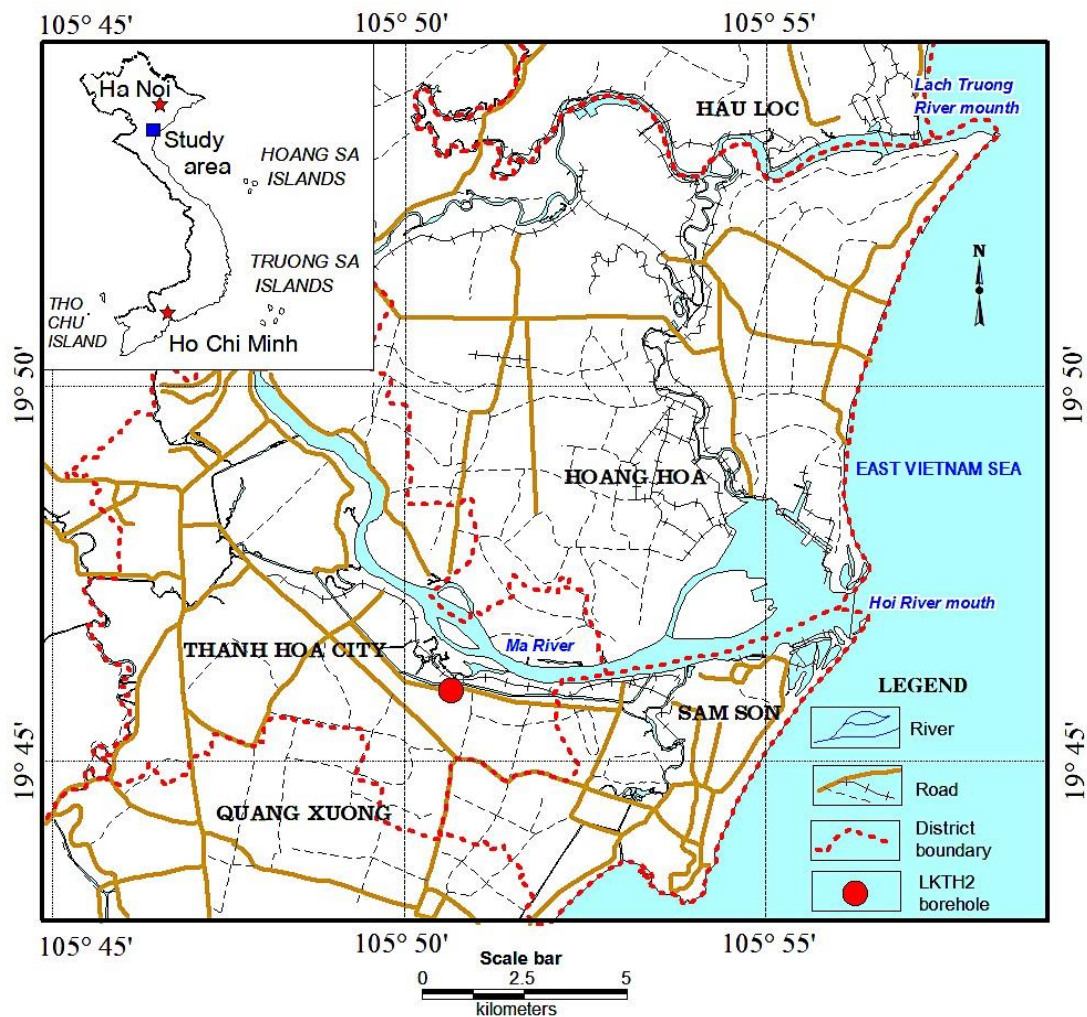 105° 45'
105° 50'
105° 55'
Ha Noi
Study
area
HOANG SA
ISLANDS
TRUONG SA
ISLANDS
THO
CHU
ISLAND
Ho Chi Minh
HAU LOC
Lach Truong
River mounth
N
19° 50'
19° 50'
HOANG HOA
EAST VIETNAM SEA
Hoi River mouth
Ma River
THANH HOA CITY
SAM SON
QUANG XUONG
19° 45'
19° 45'
LEGEND
River
Road
District
boundary
LKTH2
borehole
105° 45'
105° 50'
105° 55'
Scale bar
0 2.5 5
kilometers